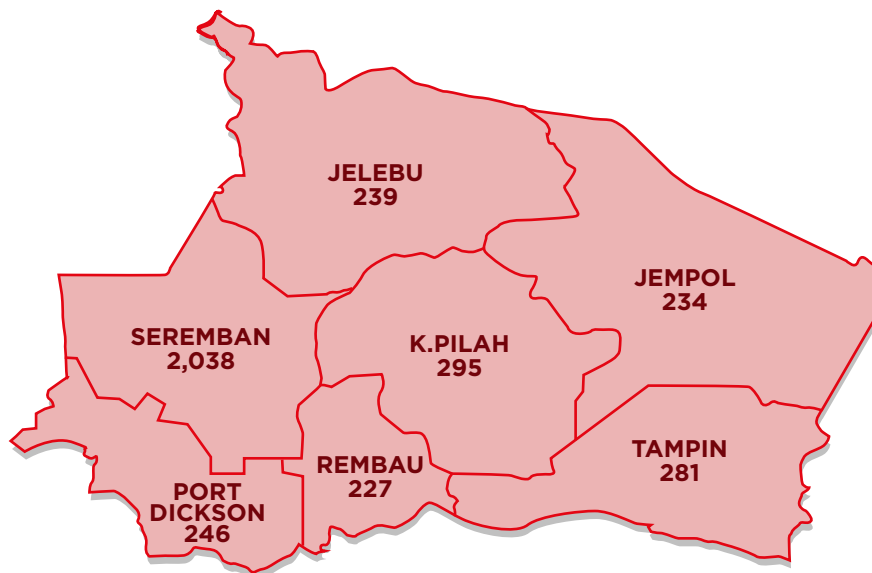 JELEBU
239
JEMPOL
234
SEREMBAN
2,038
K.PILAH
295
TAMPIN
281
REMBAU
227
PORT
DICKSON
246